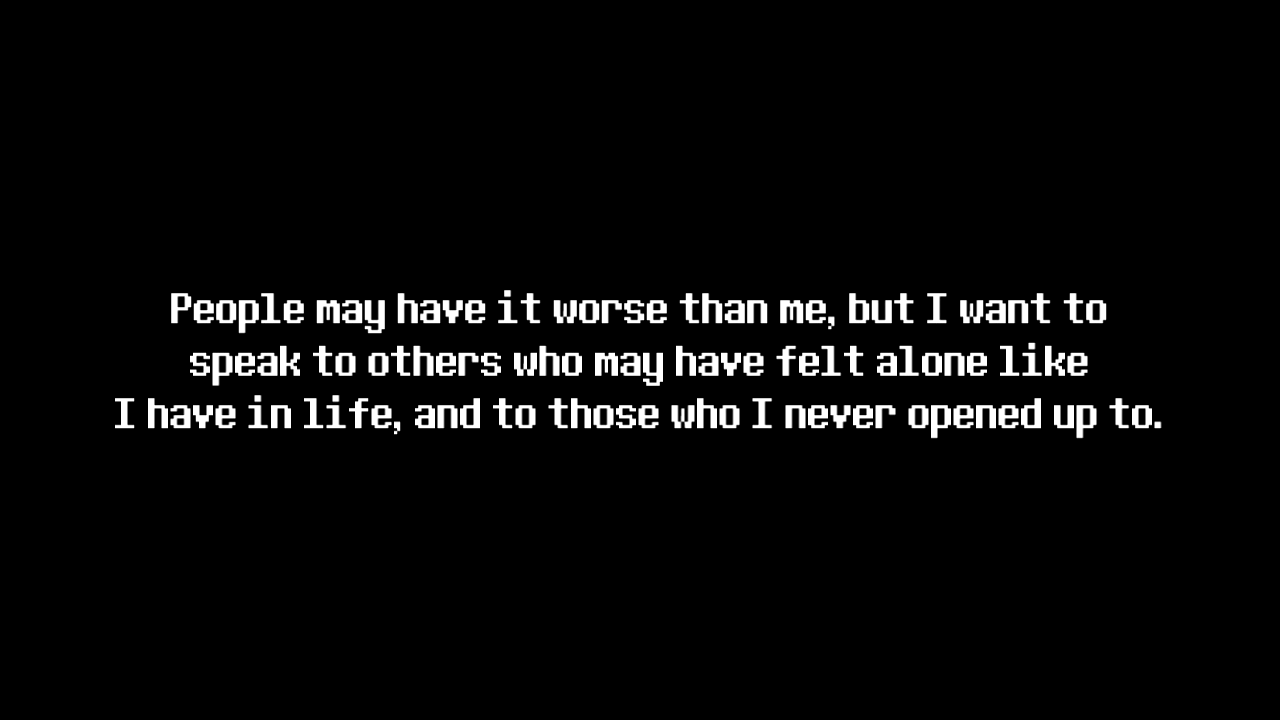 People may have it worse than me, but I want to
speak to others who may have felt alone like
I have in life, and to those who I never opened up to.